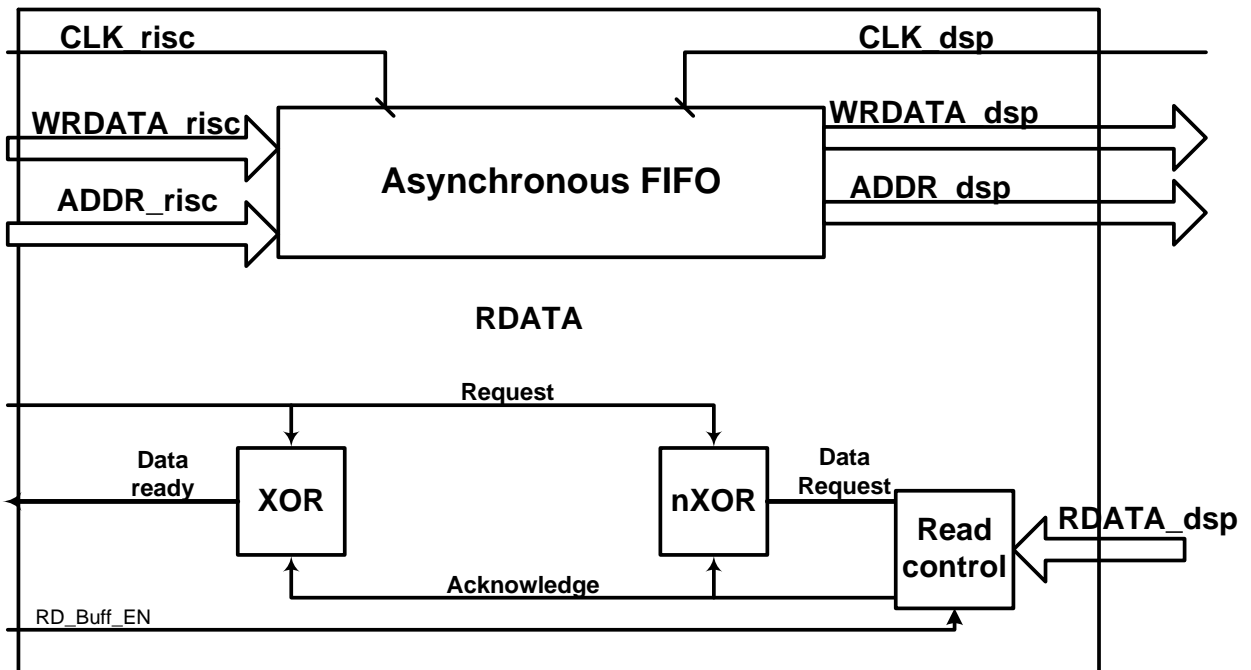 CLK_risc
CLK_dsp
WRDATA_risc
WRDATA_dsp
Asynchronous FIFO
ADDR_risc
ADDR_dsp
RDATA
Request
Data
ready
XOR
nXOR
Data
Request
Read
control
RDATA_dsp
Acknowledge
RD_Buff_EN